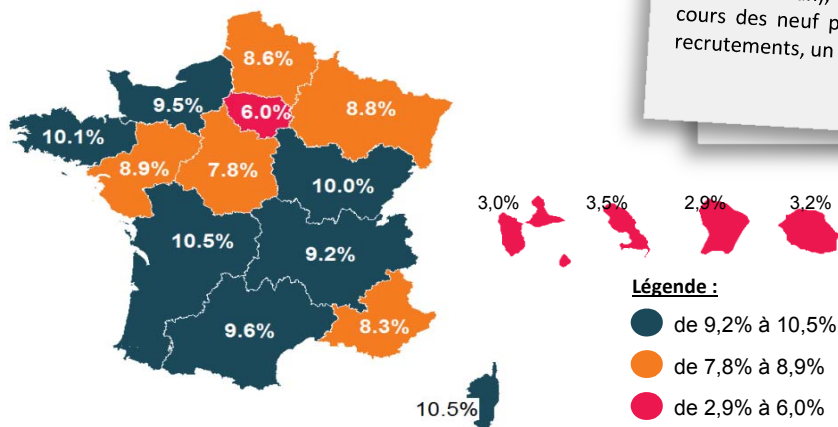 cours des neuf p
recrutements, un
8.6%
9.5%
6.0%
8.8%
10.1%
8.9%
7.8%
10.0%
3,0%
3,5%
2,9%
3,2%
10.5%
9.2%
Légende :
de 9,2% à 10,5%
9.6%
8.3%
de 7,8% à 8,9%
10.5%
de 2,9% à 6,0%